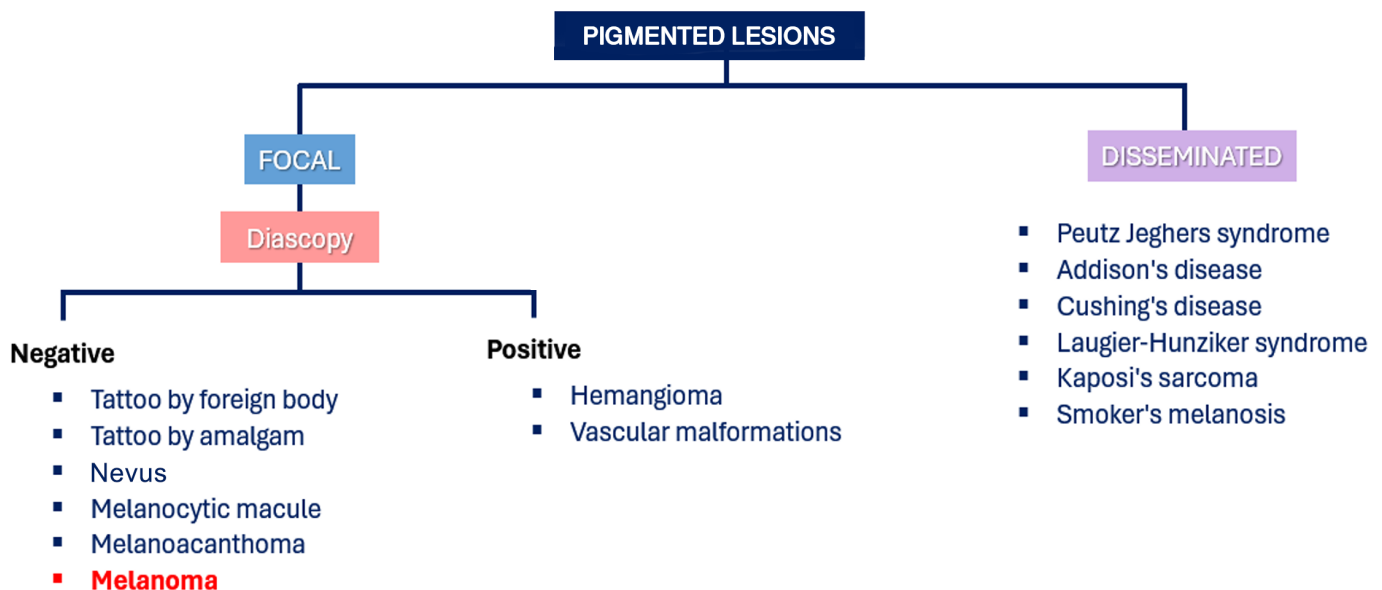 PIGMENTED LESIONS
FOCAL
Diascopy
Negative
Tattoo by foreign body
Tattoo by amalgam
Nevus
Melanocytic macule
Melanoacanthoma
Melanoma
Positive
Hemangioma
Vascular malformations
DISSEMINATED
Peutz Jeghers syndrome
Addison's disease
Cushing's disease
Laugier-Hunziker syndrome
Kaposi's sarcoma
Smoker's melanosis